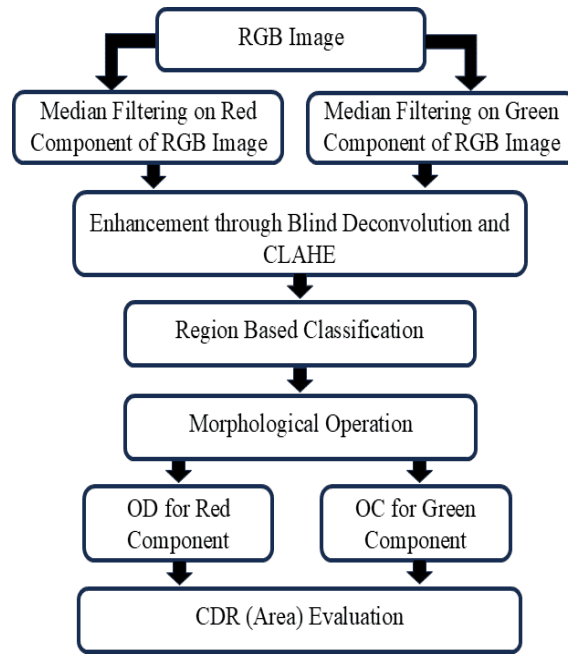 RGB Image
Median Filtering on Red
Component of RGB Image
Median Filtering on Green
Component of RGB Image
Enhancement through Blind Deconvolution and
CLAHE
Region Based Classification
Morphological Operation
OD for Red
Component
OC for Green
Component
CDR (Area) Evaluation